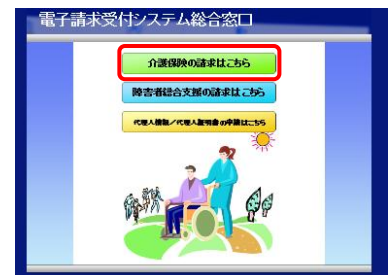 電子請求受付システム総合窓口
介護保険の請求はこちら
障害者総合支援の請求はこちら
代理人情報／代理人証明書の申請はこちら